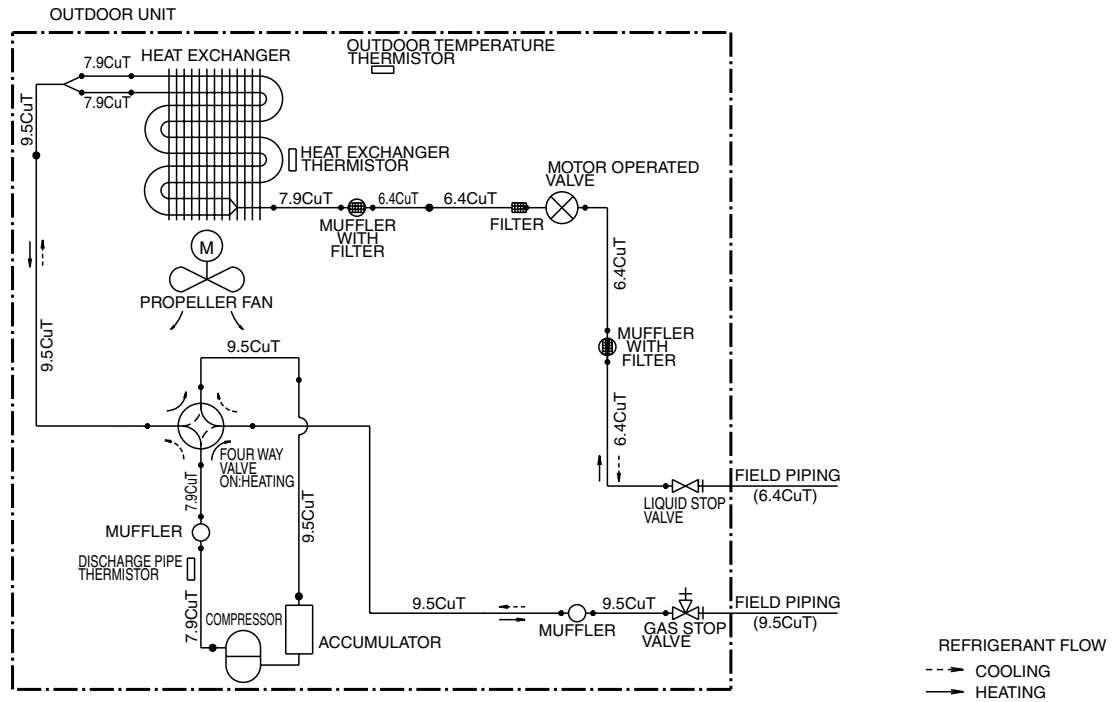 OUTDOOR UNIT
HEAT EXCHANGER
OUTDOOR TEMPERATURE
THERMISTOR
7.9CuT
7.9CuT
9.5CuT
HEAT EXCHANGER
THERMISTOR
MOTOR OPERATED
VALVE
7.9CuT
6.4CuT
6.4CuT
FILTER
MUFFLER
WITH
FILTER
M
PROPELLER FAN
6.4CuT
MUFFLER
WITH
FILTER
9.5CuT
9.5CuT
6.4CuT
FOUR WAY
VALVE
ON:HEATING
7.9CuT
9.5CuT
FIELD PIPING
(6.4CuT)
LIQUID STOP
VALVE
MUFFLER
DISCHARGE PIPE
THERMISTOR
7.9CuT
COMPRESSOR
ACCUMULATOR
9.5CuT
9.5CuT
MUFFLER
GAS STOP
VALVE
FIELD PIPING
(9.5CuT)
REFRIGERANT FLOW
COOLING
HEATING